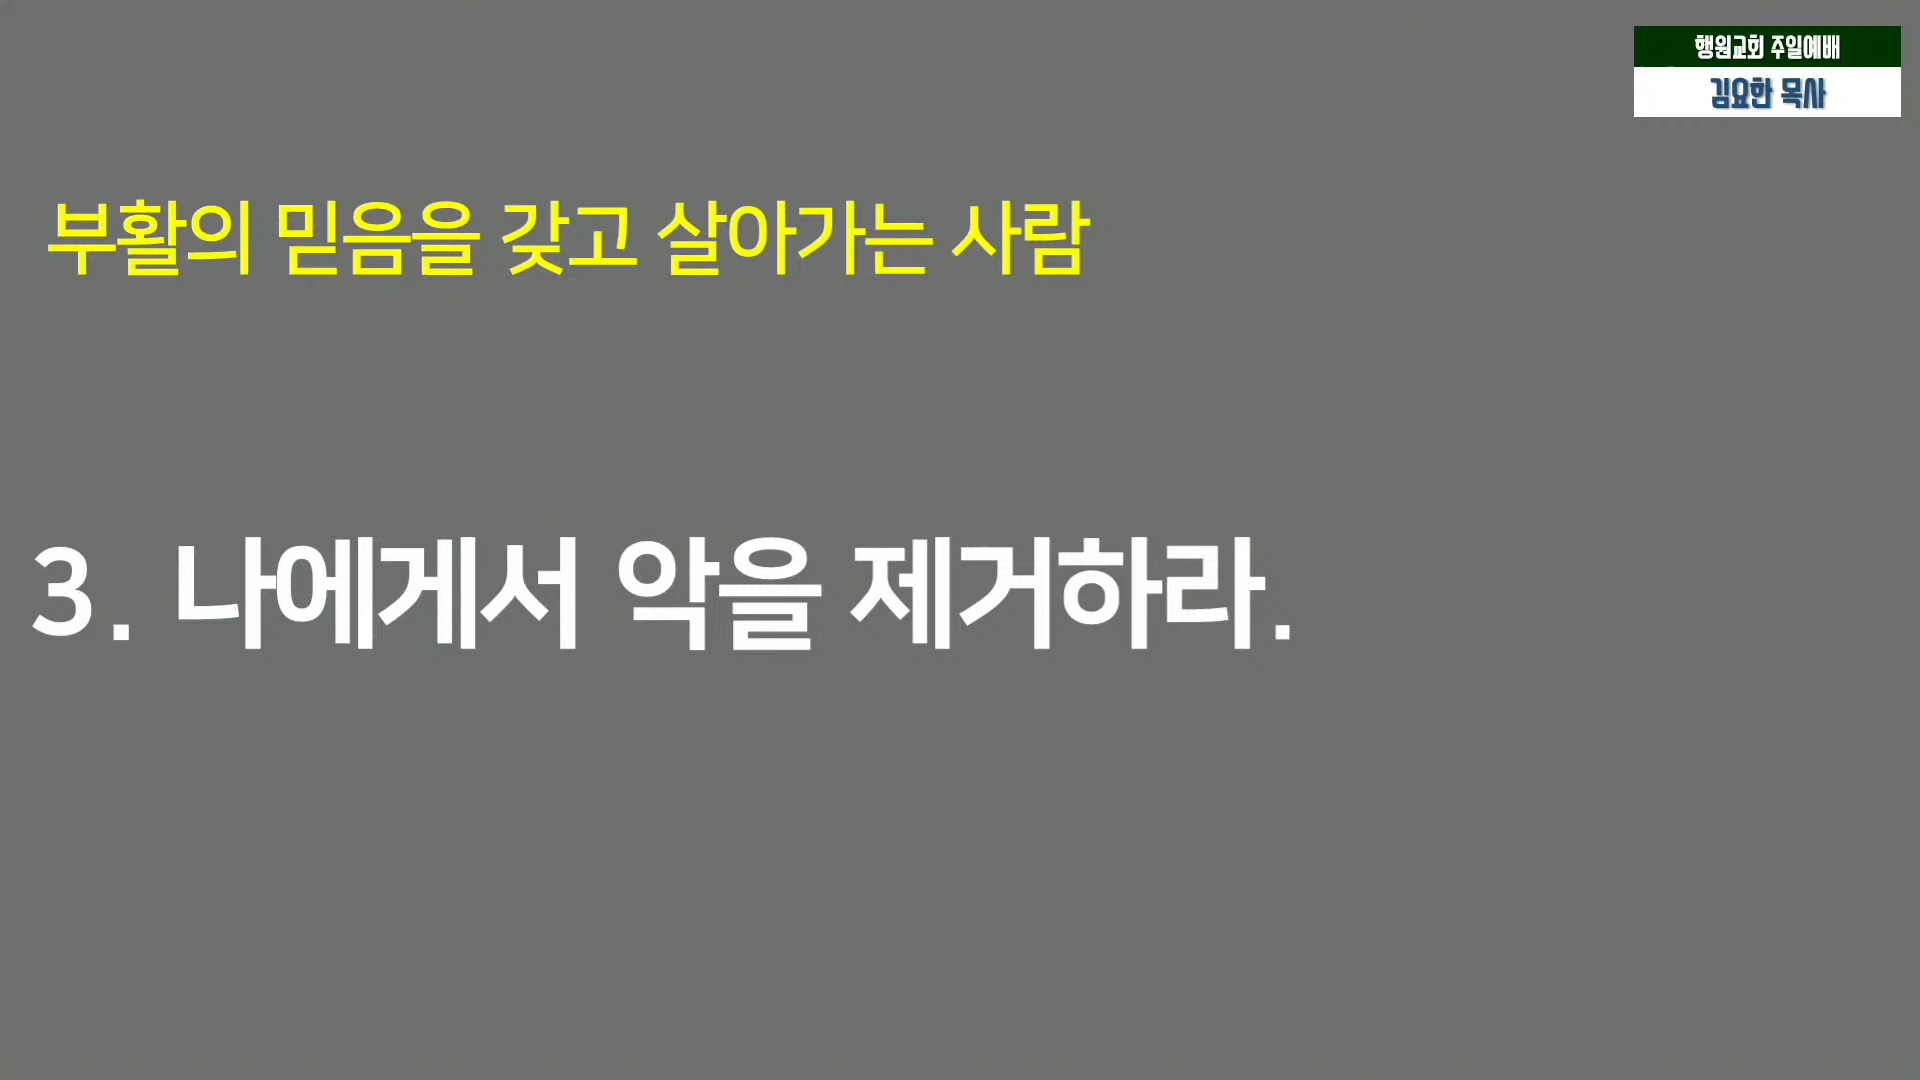 행원교회 주일예배
김요한 목사
부활의 믿음을 갖고 살아가는 사람
3. 나에게서 악을 제거하라.